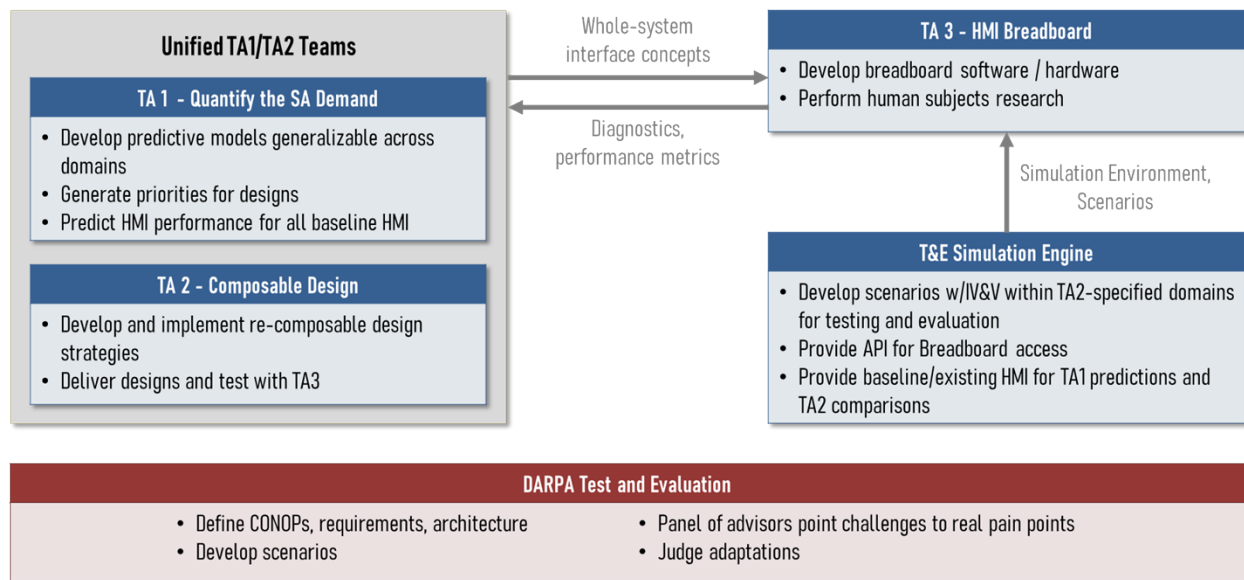 Unified TA1/TA2 Teams
TA 1 - Quantify the SA Demand
• Develop predictive models generalizable across
domains
• Generate priorities for designs
• Predict HMI performance for all baseline HMI
TA 2 - Composable Design
• Develop and implement re-composable design
strategies
• Deliver designs and test with TA3
Whole-system
interface concepts
Diagnostics,
performance metrics
TA 3 - HMI Breadboard
• Develop breadboard software / hardware
• Perform human subjects research
Simulation Environment,
Scenarios
T&E Simulation Engine
• Develop scenarios w/IV&V within TA2-specified domains
for testing and evaluation
• Provide API for Breadboard access
• Provide baseline/existing HMI for TA1 predictions and
TA2 comparisons
DARPA Test and Evaluation
• Define CONOPs, requirements, architecture
• Develop scenarios
• Panel of advisors point challenges to real pain points
• Judge adaptations